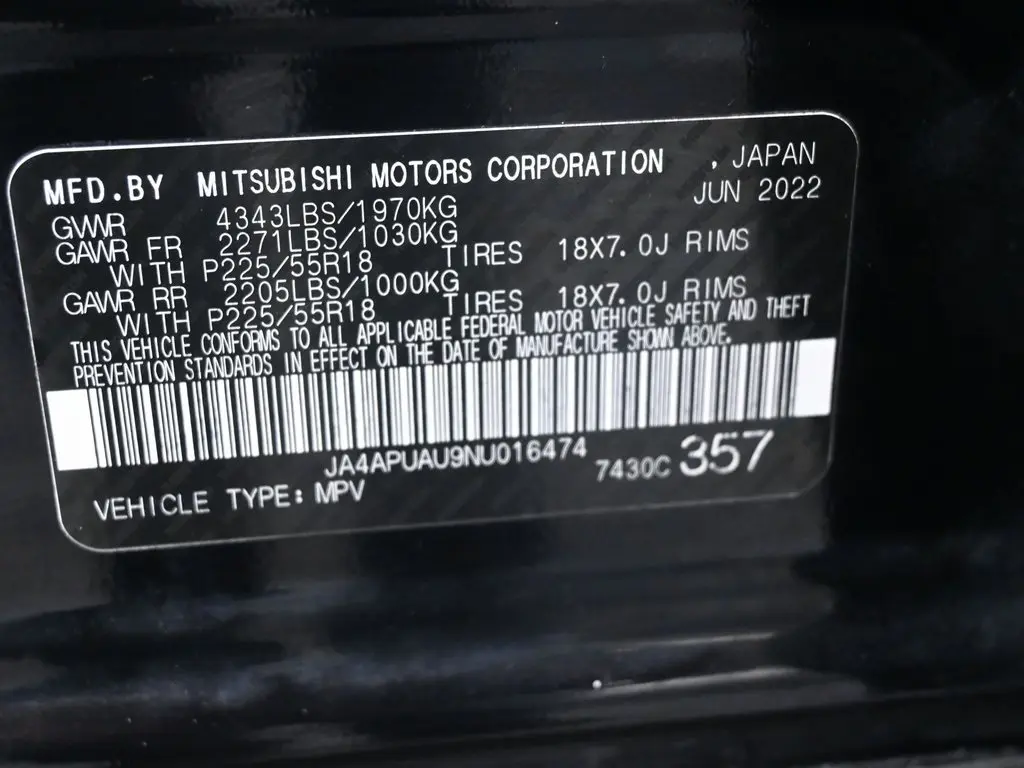 MFD.BY MITSUBISHI MOTORS CORPORATION , JAPAN
JUN 2022
GVWR 4343LBS/1970KG
GAWR FR 2271LBS/1030KG
WITH P225/55R18 TIRES 18X7.0J RIMS
GAWR RR 2205LBS/1000KG
WITH P225/55R18 TIRES 18X7.0J RIMS
THIS VEHICLE CONFORMS TO ALL APPLICABLE FEDERAL MOTOR VEHICLE SAFETY AND THEFT
PREVENTION STANDARDS IN EFFECT ON THE DATE OF MANUFACTURE SHOWN ABOVE.
JA4APUAU9NU016474 7430C 357
VEHICLE TYPE: MPV